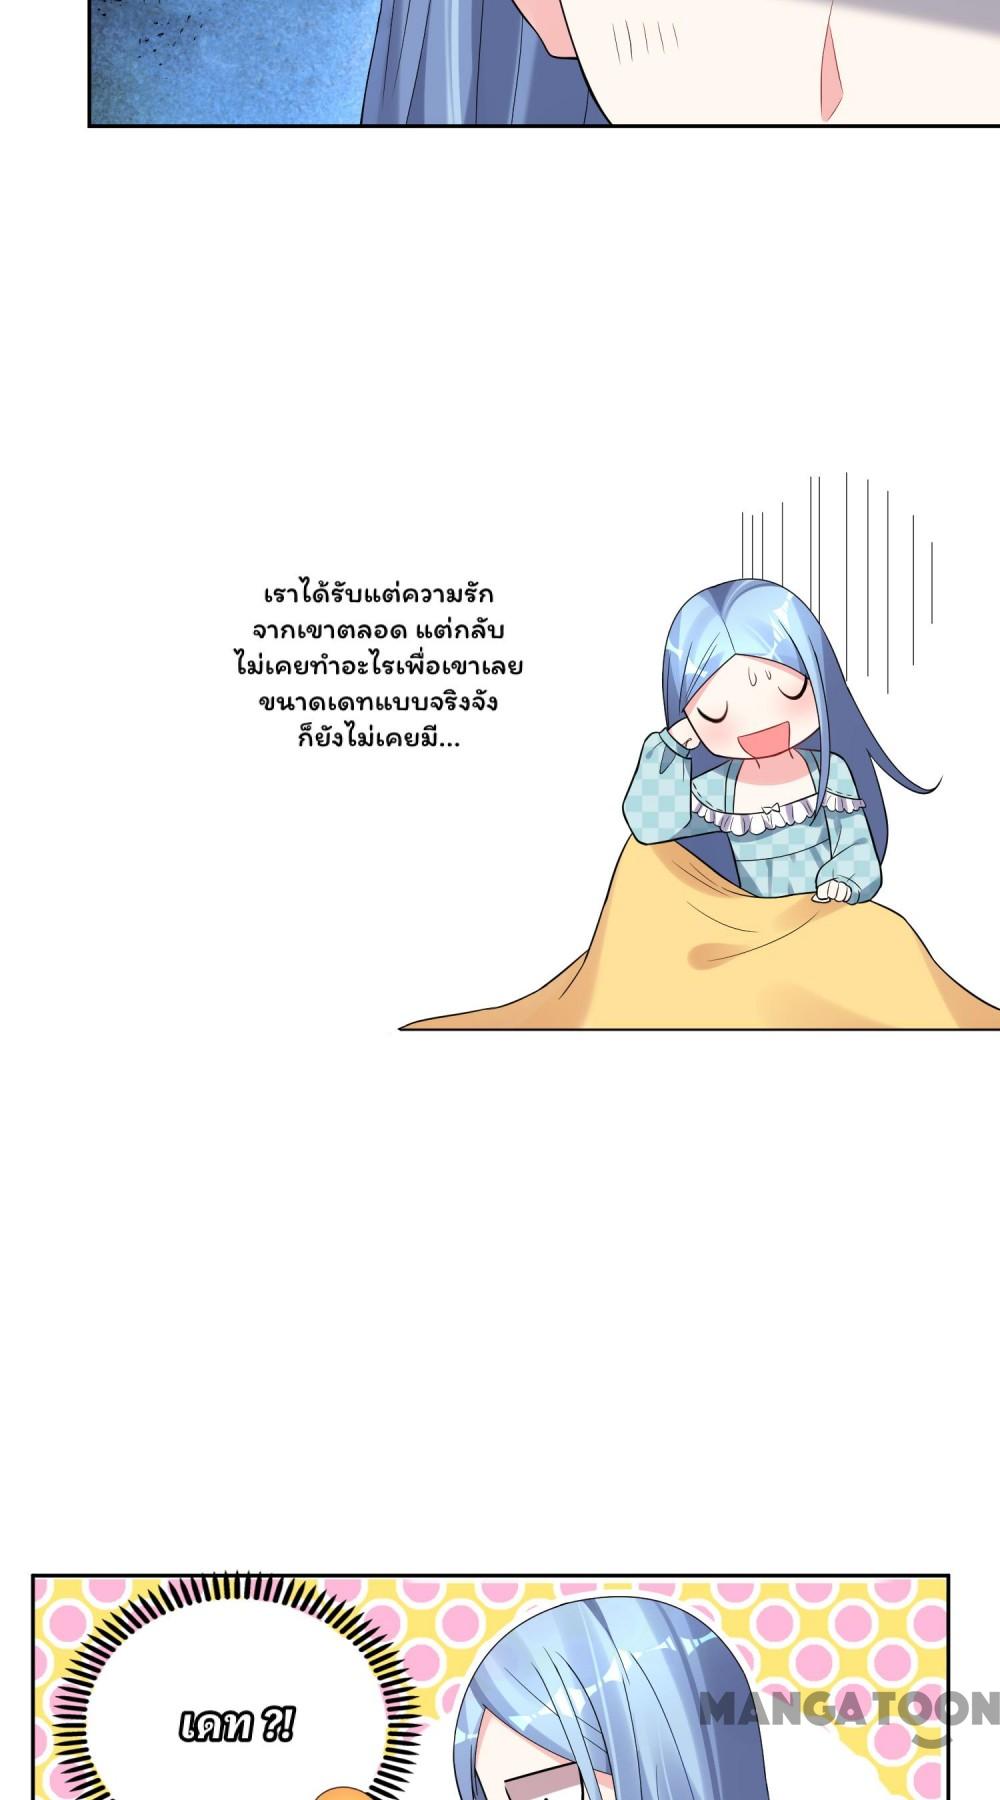 เราได้รับแต่ความรัก
จากเขาตลอด แต่กลับ
ไม่เคยทำอะไรเพื่อเขาเลย
ขนาดเดทแบบจริงจัง
ก็ยังไม่เคยมี...
เดท ?!
MANGATOON